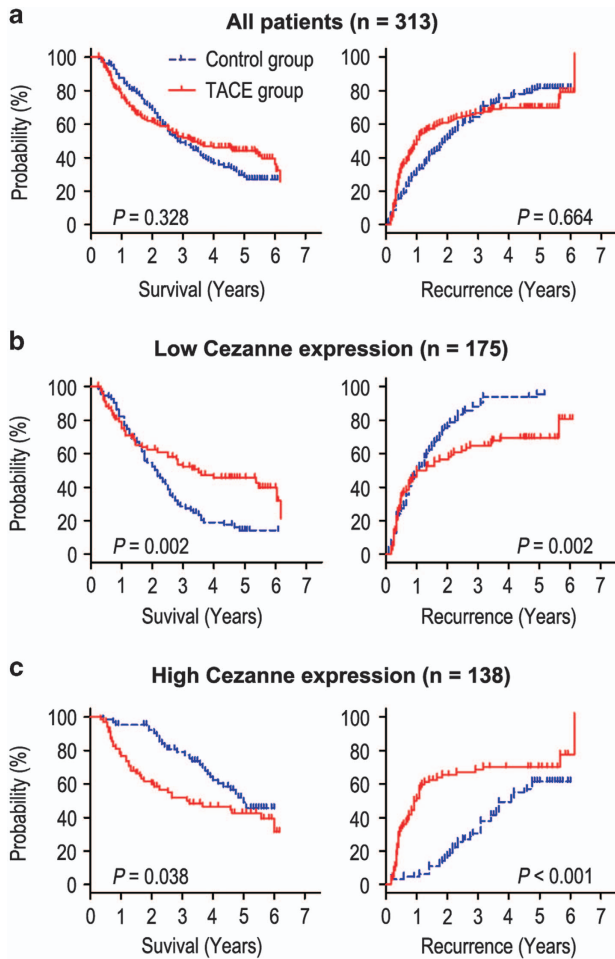 a
All patients (n = 313)
Probability (%)
100
80
60
40
20
0
Control group
TACE group
P = 0.328
0 1 2 3 4 5 6 7
Survival (Years)
100
80
60
40
20
0
P = 0.664
0 1 2 3 4 5 6 7
Recurrence (Years)
b
Low Cezanne expression (n = 175)
Probability (%)
100
80
60
40
20
0
P = 0.002
0 1 2 3 4 5 6 7
Suvival (Years)
100
80
60
40
20
0
P = 0.002
0 1 2 3 4 5 6 7
Recurrence (Years)
c
High Cezanne expression (n = 138)
Probability (%)
100
80
60
40
20
0
P = 0.038
0 1 2 3 4 5 6 7
Suvival (Years)
100
80
60
40
20
0
P < 0.001
0 1 2 3 4 5 6 7
Recurrence (Years)